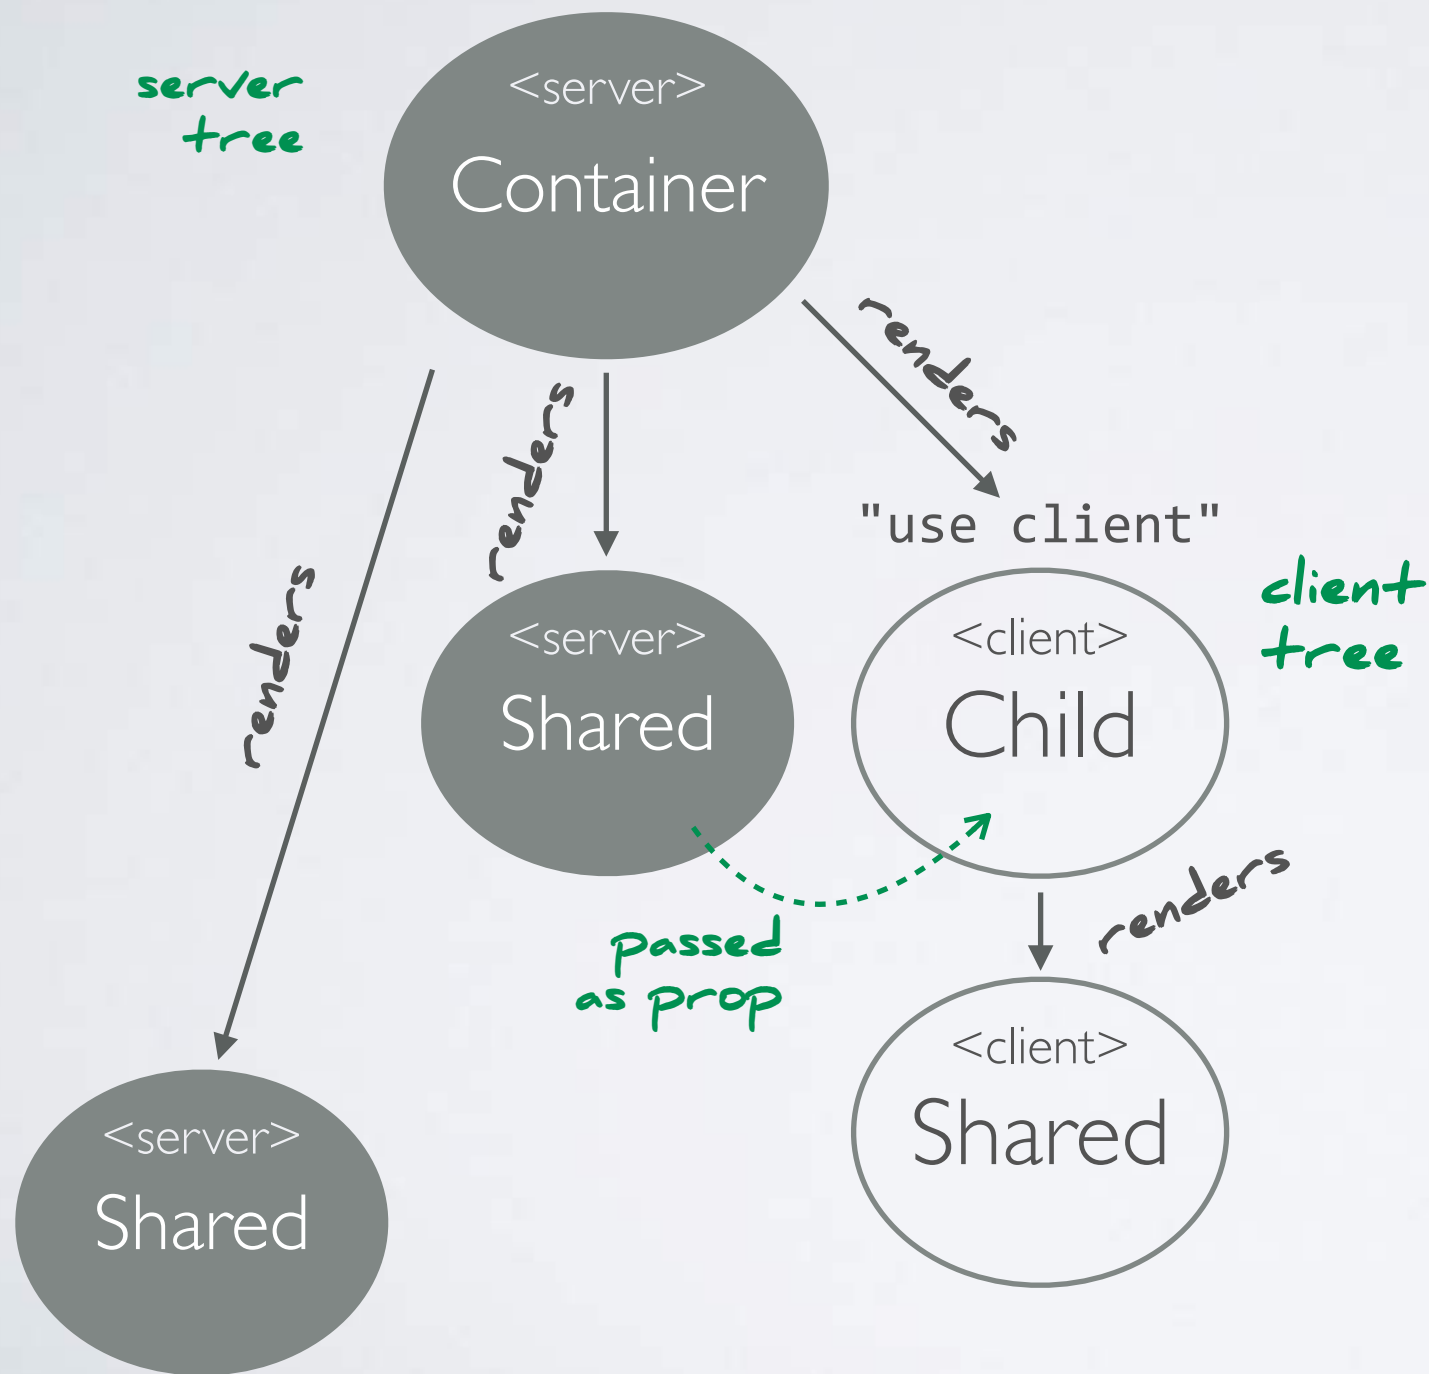 server
tree
<server>
Container
renders
renders
renders
"use client"
<server>
Shared
<client>
Child
client
tree
passed
as prop
renders
<client>
Shared
<server>
Shared